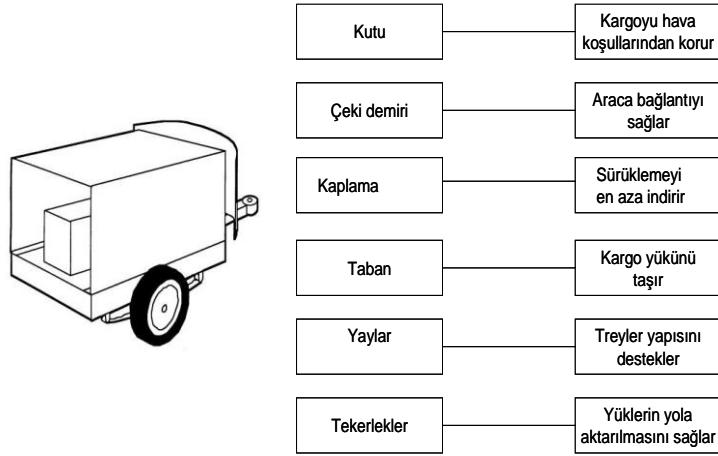 Kutu
Kargoyu hava
koşullarından korur
Çeki demiri
Araca bağlantıyı
sağlar
Kaplama
Sürüklemeyi
en aza indirir
Taban
Kargo yükünü
taşır
Yaylar
Treyler yapısını
destekler
Tekerlekler
Yüklerin yola
aktarılmasını sağlar